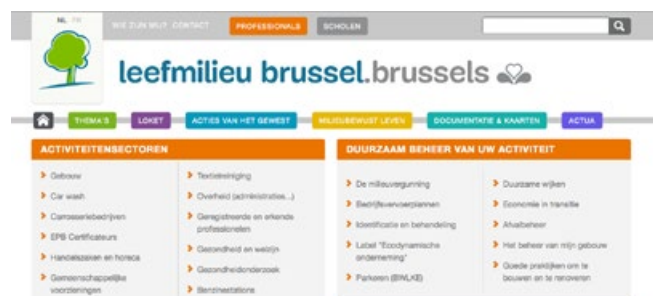 NL FR
WIE ZIJN WIJ? CONTACT PROFESSIONALS SCHOLEN
leefmilieu brussel.brussels
THEMA'S LOKET ACTIES VAN HET GEWEST MILIEUBEWUST LEVEN DOCUMENTATIE & KAARTEN ACTUA
ACTIVITEITENSECTOREN
Gebouw
Car wash
Carrosseriebedrijven
EPB Certificateurs
Handelszaken en horeca
Gemeenschappelijke
voorzieningen
Textielreiniging
Overheid (administraties...)
Geregistreerde en erkende
professionelen
Gezondheid en welzijn
Gezondheidonderzoek
Benzinestations
DUURZAAM BEHEER VAN UW ACTIVITEIT
De milieuvergunning
Bedrijfsvervoerplannen
Identificatie en behandeling
Label "Ecodynamische
onderneming"
Parkeren (BWLKE)
Duurzame wijken
Economie in transitie
Afvalbeheer
Het beheer van mijn gebouw
Goede praktijken om te
bouwen en te renoveren